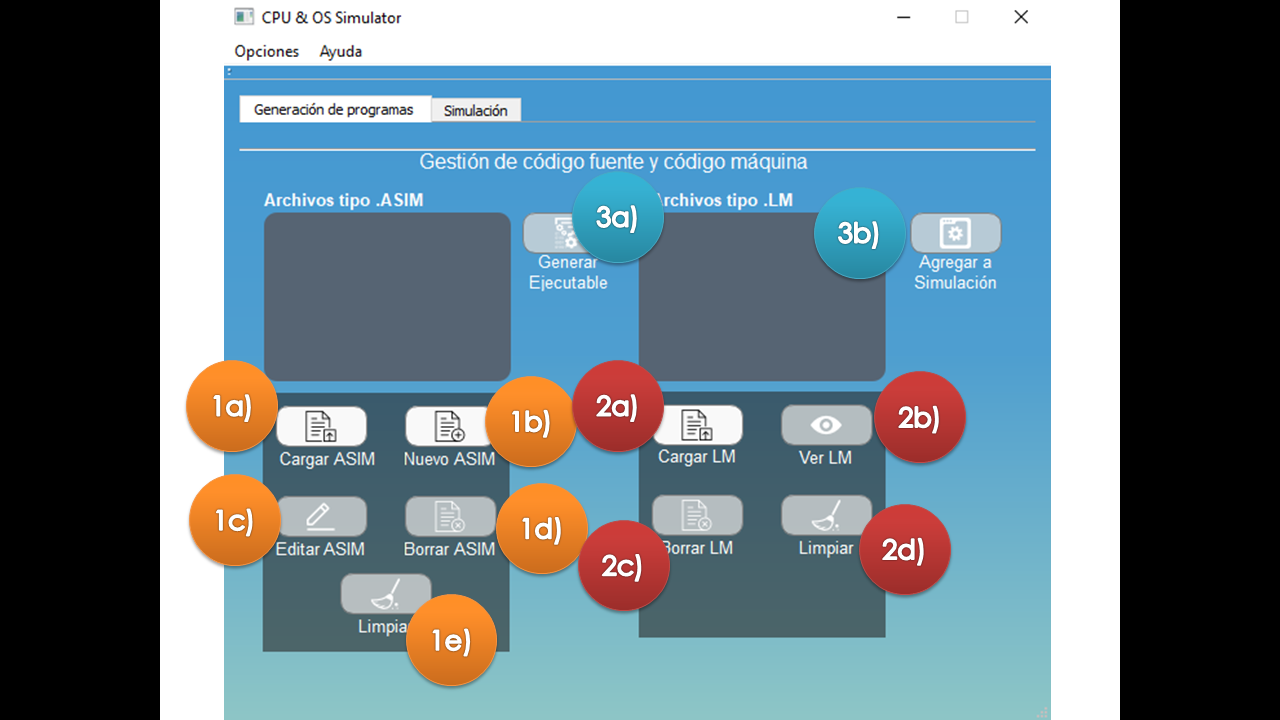 CPU & OS Simulator
Opciones Ayuda
Generación de programas Simulación
Gestión de código fuente y código máquina
Archivos tipo .ASIM
rchivos tipo .LM
3a)
3b)
Generar
Ejecutable
Agregar a
Simulación
1a)
1b)
2a)
2b)
Cargar ASIM
Nuevo ASIM
Cargar LM
Ver LM
1c)
1d)
2c)
2d)
Editar ASIM
Borrar ASIM
Borrar LM
Limpiar
Limpia
1e)